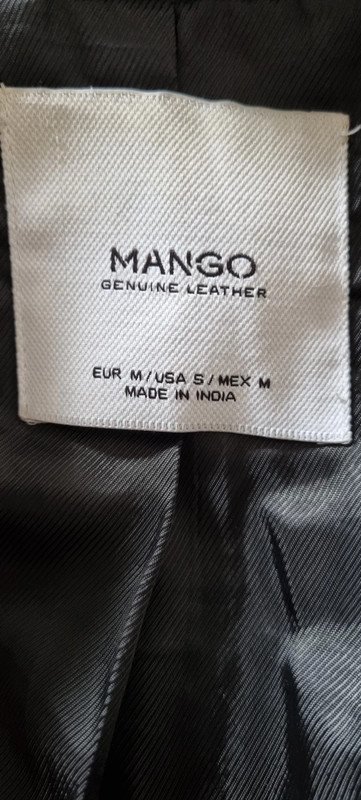 MANGO
GENUINE LEATHER
EUR M / USA S / MEX M
MADE IN INDIA